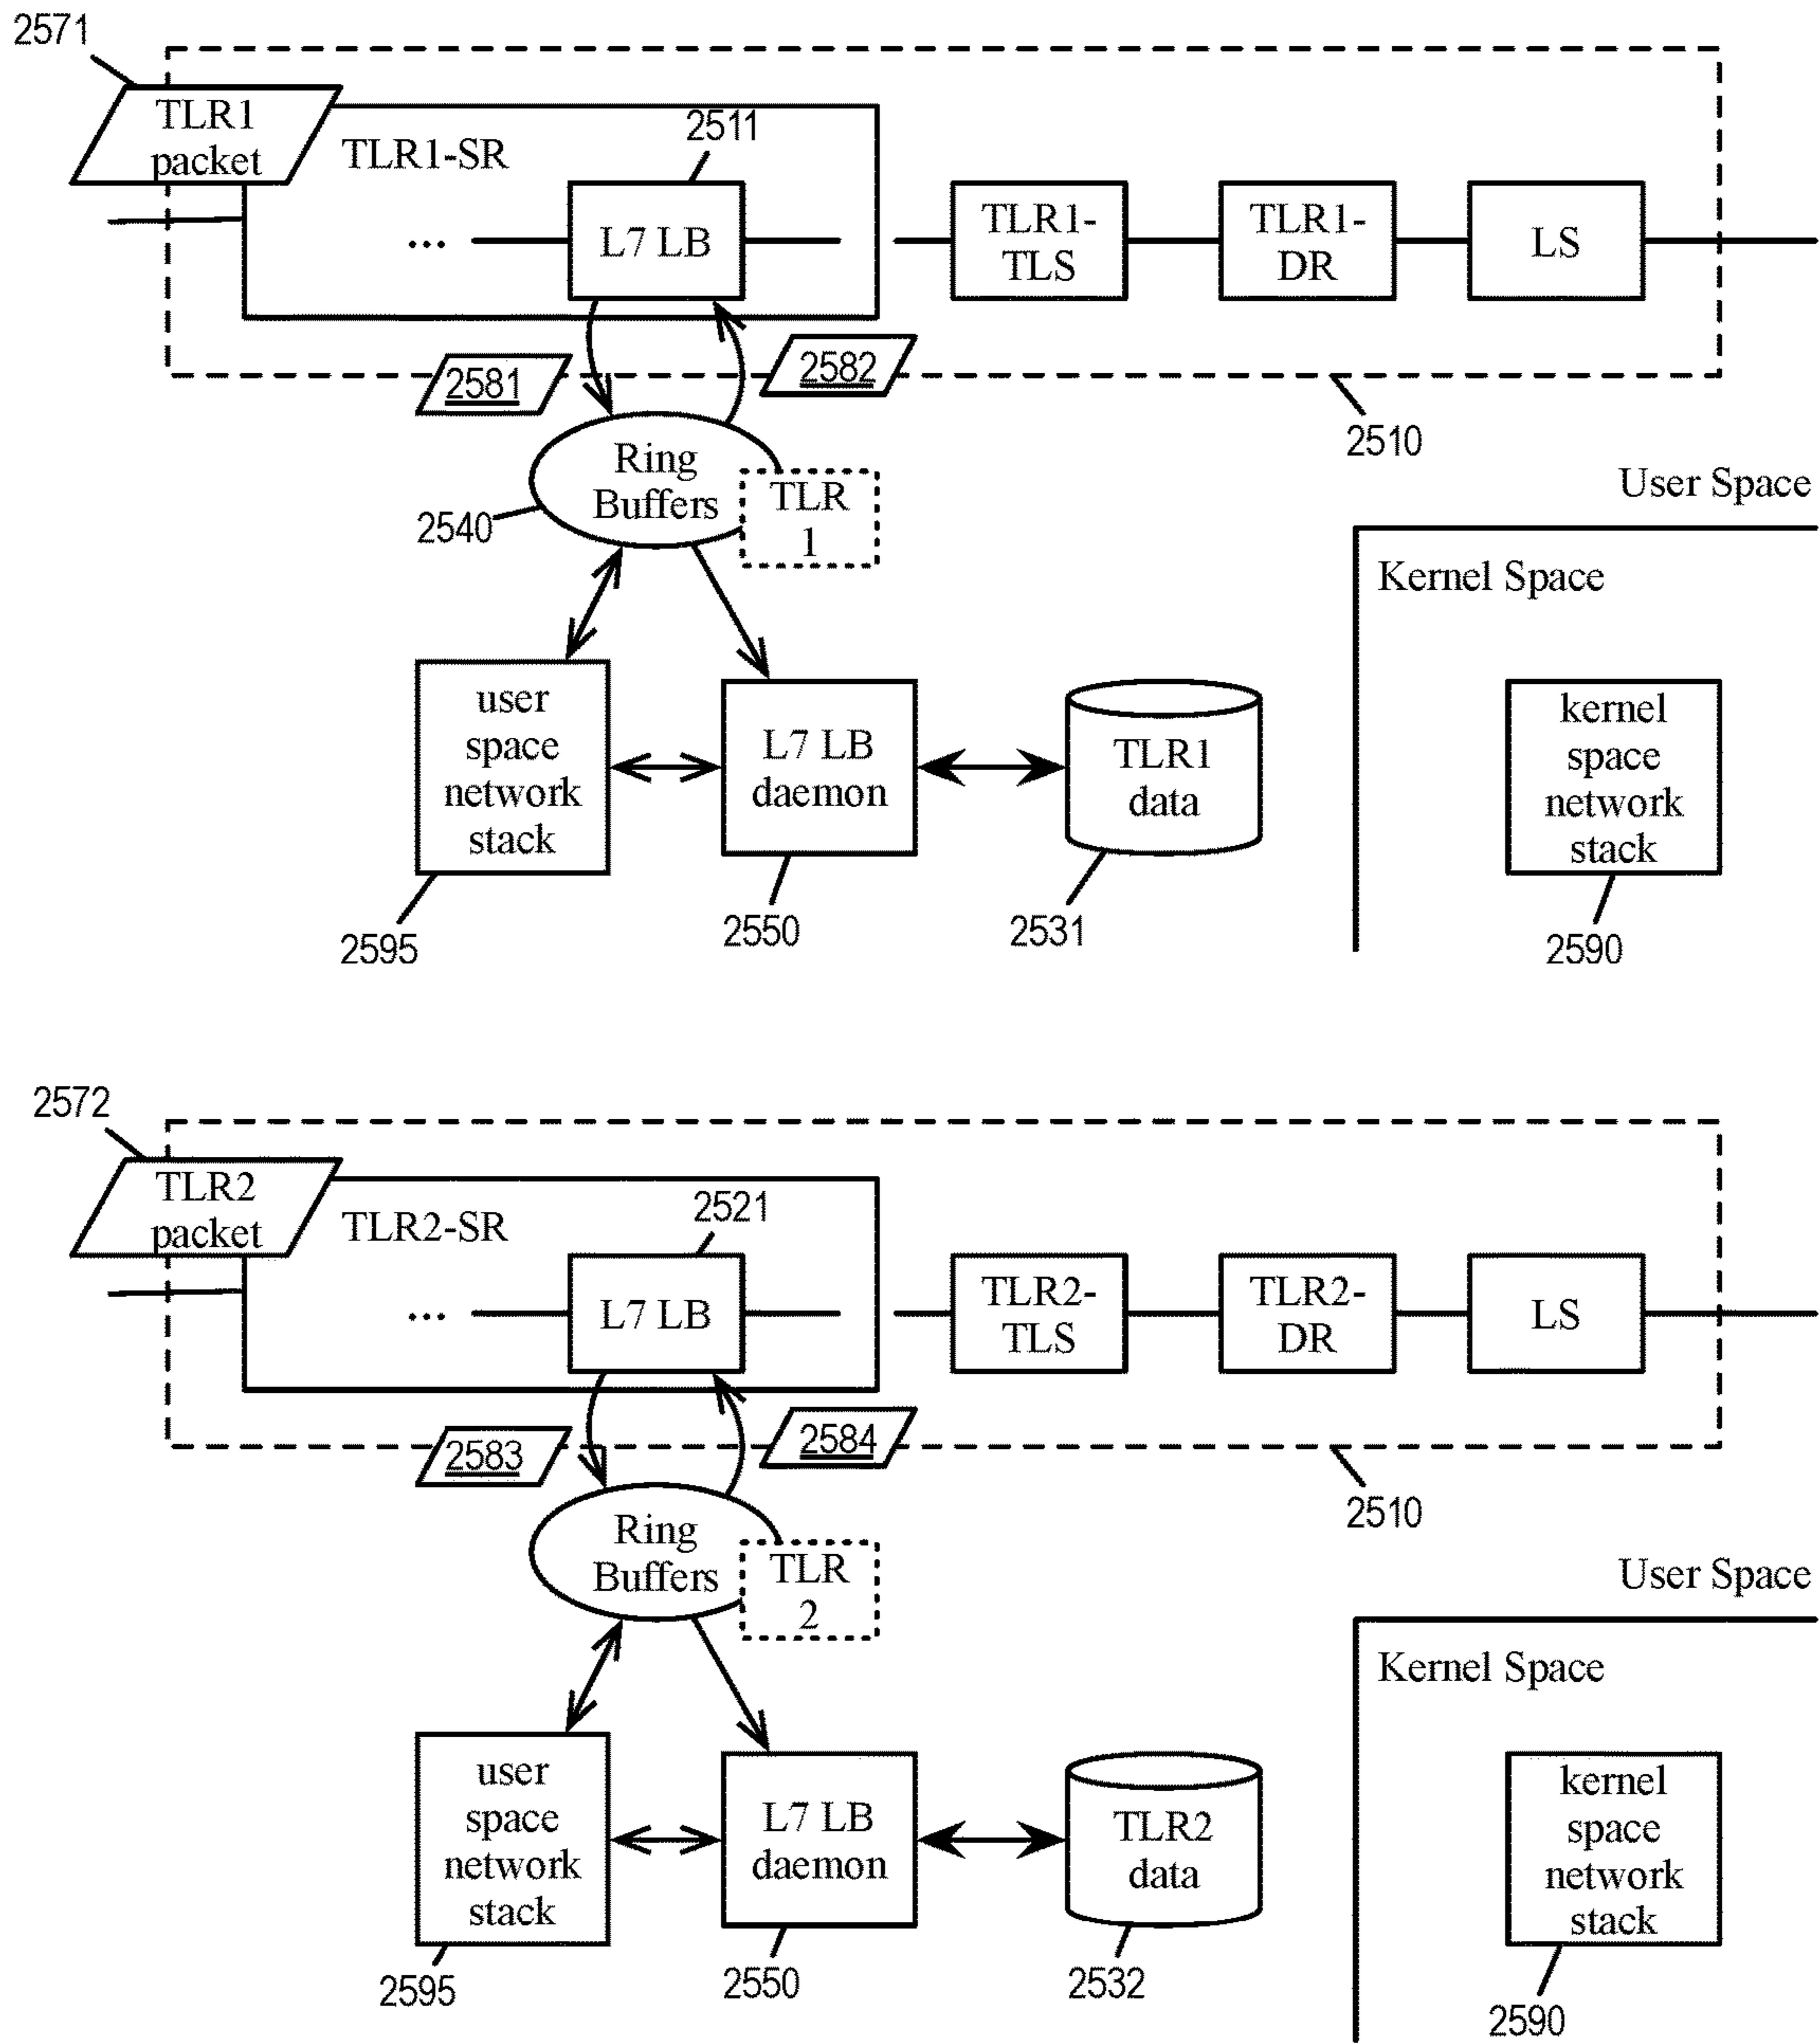 2571
TLR1
packet
TLR1-SR
2511
...
L7 LB
TLR1-
TLS
TLR1-
DR
LS
2581
2582
2510
Ring
Buffers
TLR
1
2540
User Space
Kernel Space
user
space
network
stack
L7 LB
daemon
TLR1
data
kernel
space
network
stack
2595
2550
2531
2590
2572
TLR2
packet
TLR2-SR
2521
...
L7 LB
TLR2-
TLS
TLR2-
DR
LS
2583
2584
2510
Ring
Buffers
TLR
2
User Space
Kernel Space
user
space
network
stack
L7 LB
daemon
TLR2
data
kernel
space
network
stack
2595
2550
2532
2590